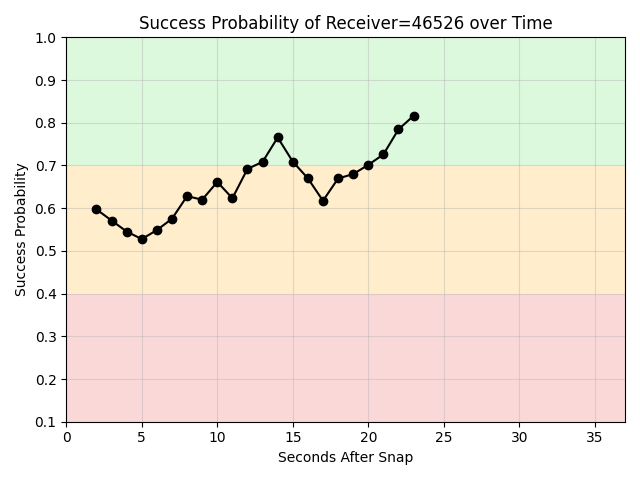 Success Probability of Receiver=46526 over Time
1.0
0.9
0.8
0.7
0.6
0.5
0.4
0.3
0.2
0.1
Success Probability
0 5 10 15 20 25 30 35
Seconds After Snap